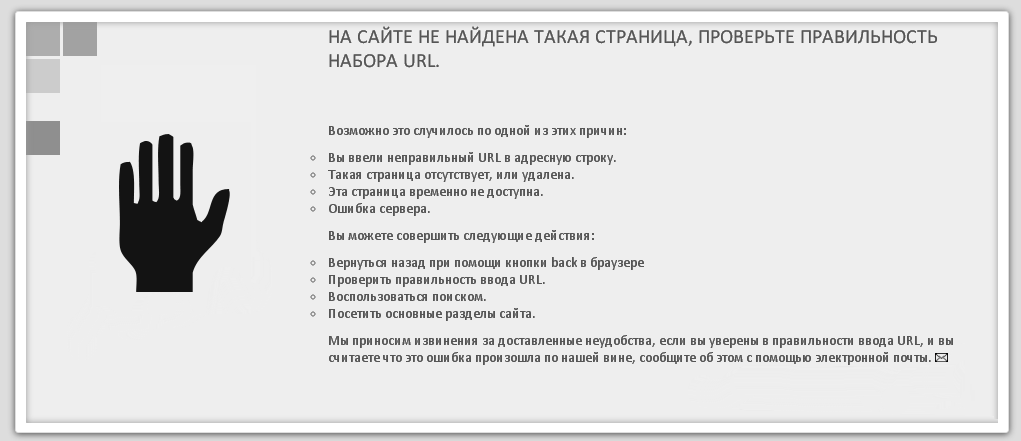 НА САЙТЕ НЕ НАЙДЕНА ТАКАЯ СТРАНИЦА, ПРОВЕРЬТЕ ПРАВИЛЬНОСТЬ
НАБОРА URL.
Возможно это случилось по одной из этих причин:
Вы ввели неправильный URL в адресную строку.
Такая страница отсутствует, или удалена.
Эта страница временно не доступна.
Ошибка сервера.
Вы можете совершить следующие действия:
Вернуться назад при помощи кнопки back в браузере
Проверить правильность ввода URL.
Воспользоваться поиском.
Посетить основные разделы сайта.
Мы приносим извинения за доставленные неудобства, если вы уверены в правильности ввода URL, и вы
считаете что это ошибка произошла по нашей вине, сообщите об этом с помощью электронной почты.